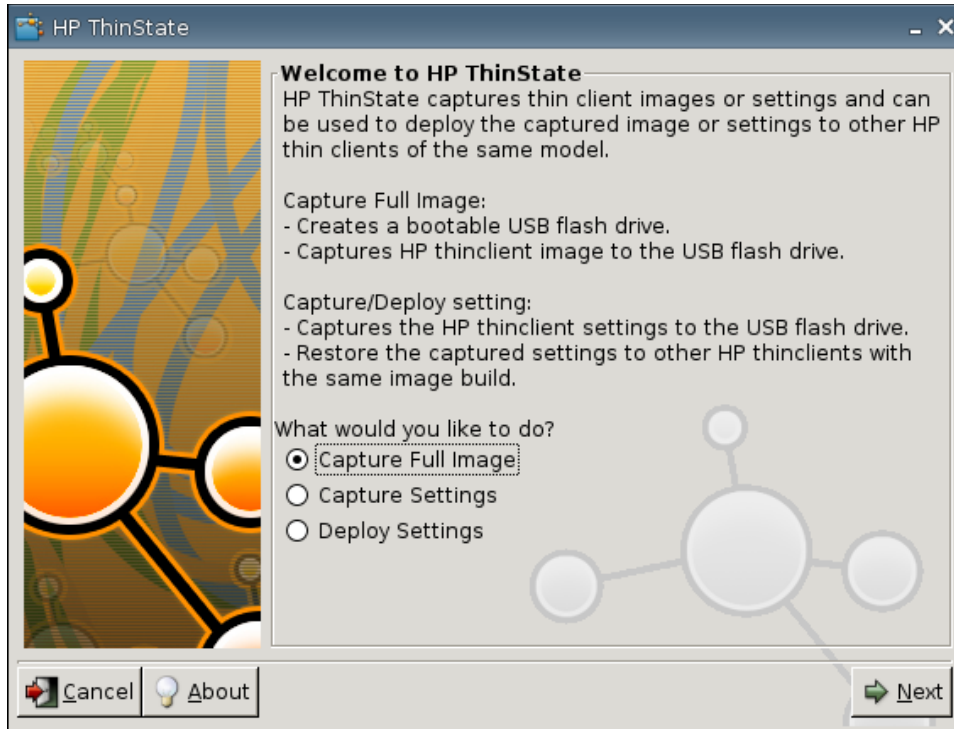 HP ThinState
Welcome to HP ThinState
HP ThinState captures thin client images or settings and can
be used to deploy the captured image or settings to other HP
thin clients of the same model.
Capture Full Image:
- Creates a bootable USB flash drive.
- Captures HP thinclient image to the USB flash drive.
Capture/Deploy setting:
- Captures the HP thinclient settings to the USB flash drive.
- Restore the captured settings to other HP thinclients with
the same image build.
What would you like to do?
Capture Full Image
Capture Settings
Deploy Settings
Cancel
About
Next